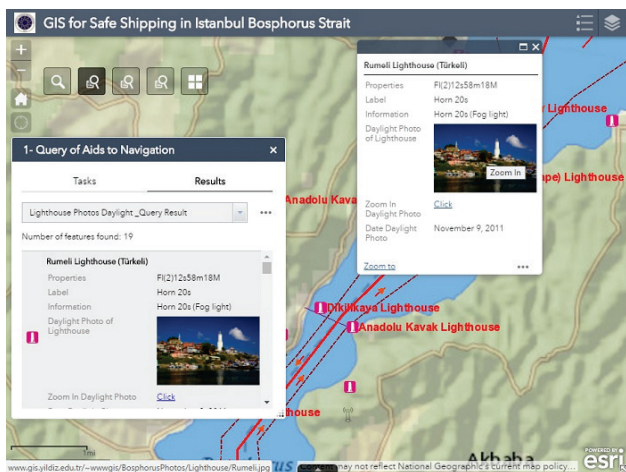 GIS for Safe Shipping in Istanbul Bosphorus Strait
Rumeli Lighthouse (Türkeli)
Properties Fl(2)12s58m18M
Label Horn 20s
Information Horn 20s (Fog light)
Daylight Photo
of Lighthouse
Zoom In
Zoom In
Daylight Photo
Click
Date Daylight
Photo
November 9, 2011
Zoom to
1- Query of Aids to Navigation
Tasks Results
Lighthouse Photos Daylight _Query Result
Number of features found: 19
Rumeli Lighthouse (Türkeli)
Properties Fl(2)12s58m18M
Label Horn 20s
Information Horn 20s (Fog light)
Daylight Photo of
Lighthouse
Zoom In Daylight Photo Click
Lighthouse
Lighthouse
Anadolu Kava
Dikilikaya Lighthouse
Anadolu Kavak Lighthouse
1mi
Akbaba
www.gis.yildiz.edu.tr/~wwwgis/BosphorusPhotos/Lighthouse/Rumeli.jpg
Content may not reflect National Geographic's current map policy...
POWERED BY
esri